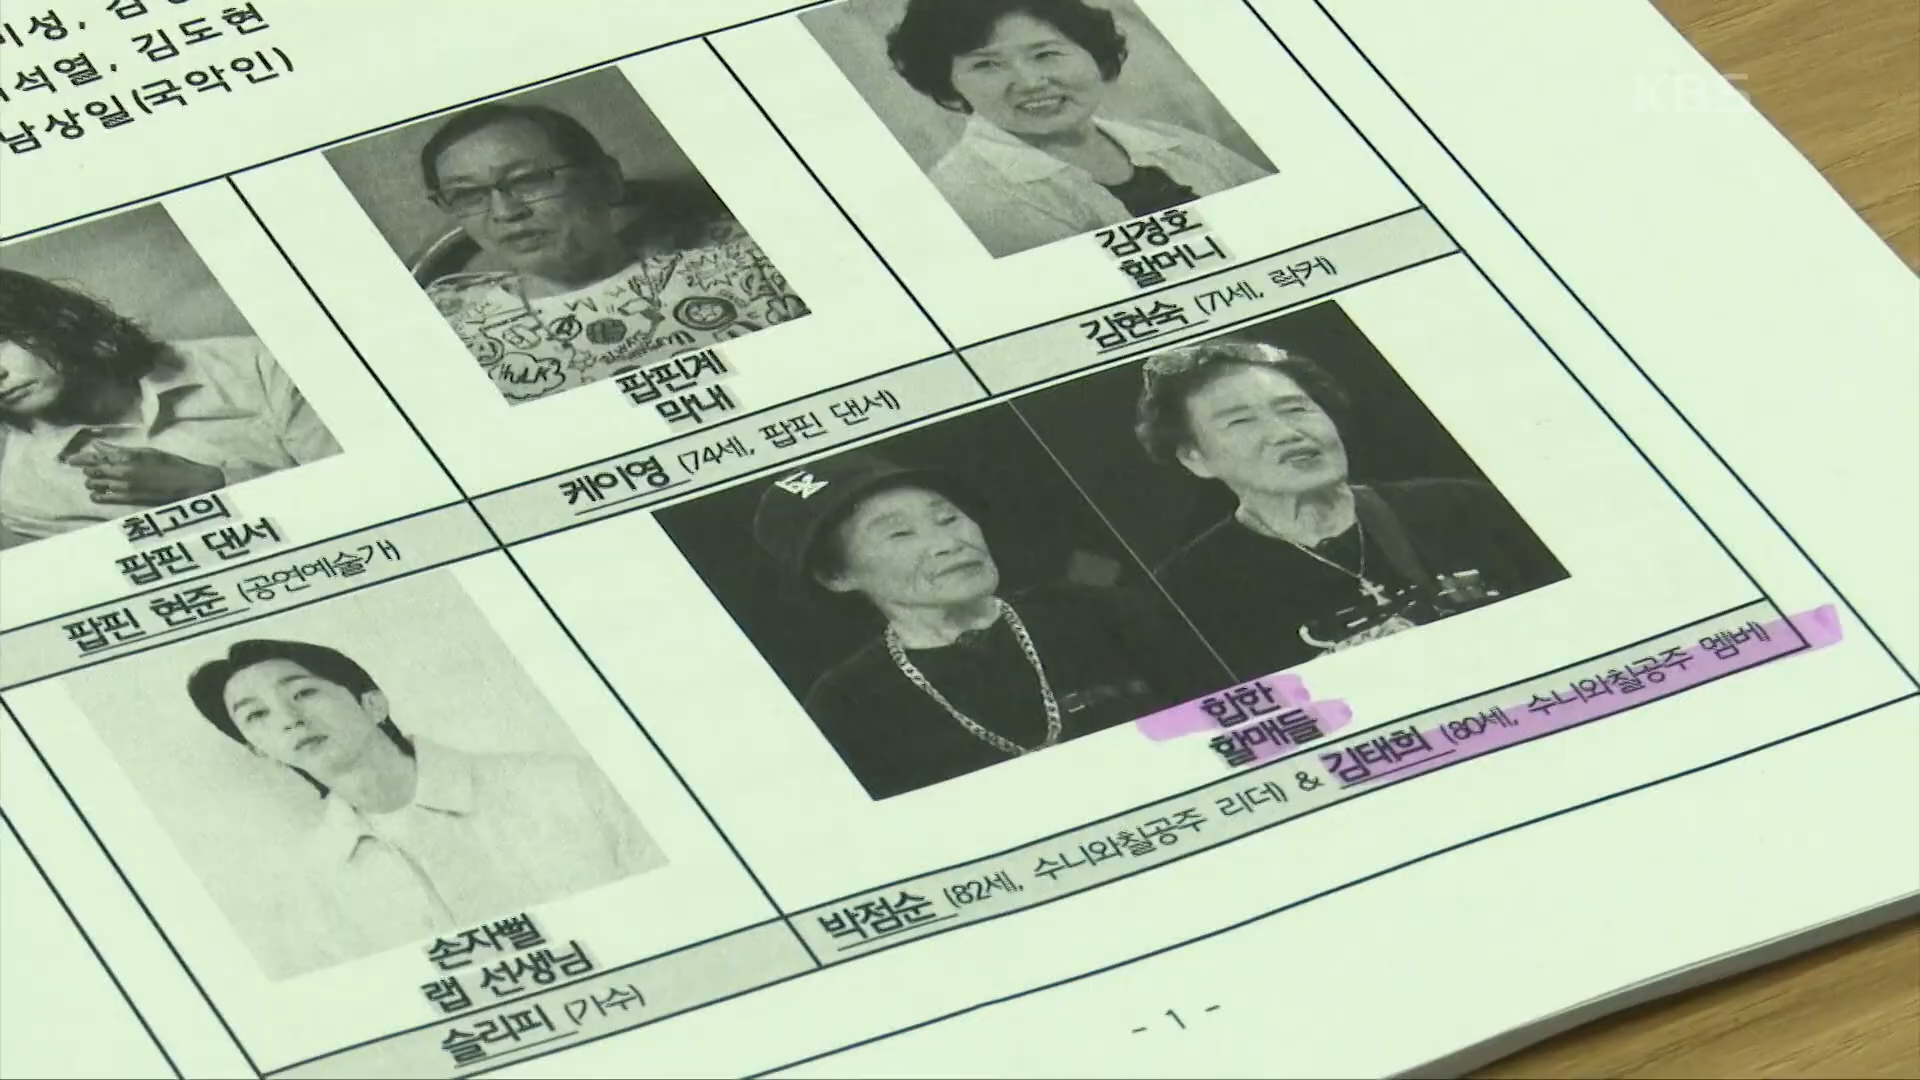 김
석열, 김도현
남상일(국악인)
KBS
김경호
할머니
김현숙 (71세, 락커)
HULK
팝핀계
막내
케이영 (74세, 팝핀 댄서)
최고의
팝핀 댄서
팝핀 현준 (공연예술가)
힙한
할매들
박점순 (82세, 수니와칠공주 리더) & 김태희 (80세, 수니와칠공주 멤버)
손자뻘
랩 선생님
슬리피 (가수)
- 1 -